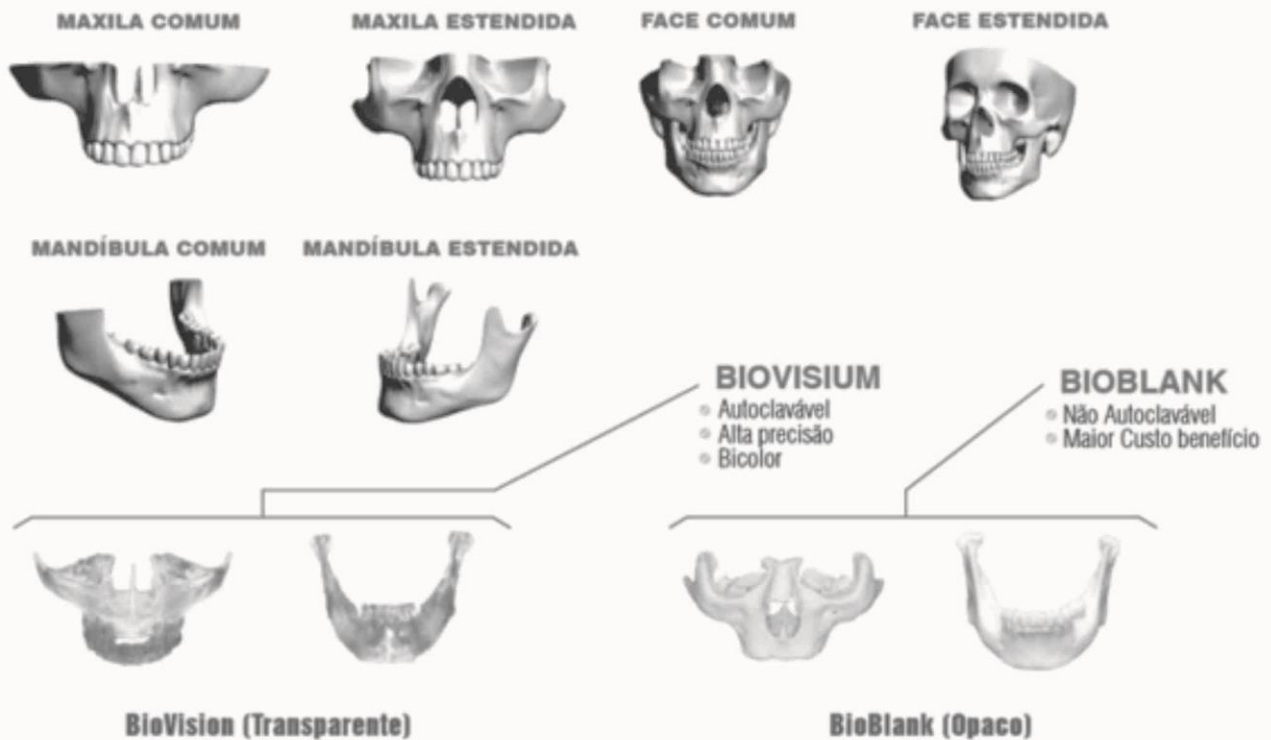 MAXILA COMUM
MAXILA ESTENDIDA
FACE COMUM
FACE ESTENDIDA
MANDÍBULA COMUM
MANDÍBULA ESTENDIDA
BIOVISIUM
Autoclavável
Alta precisão
Bicolor
BIOBLANK
Não Autoclavável
Maior Custo benefício
BioVision (Transparente)
BioBlank (Opaco)